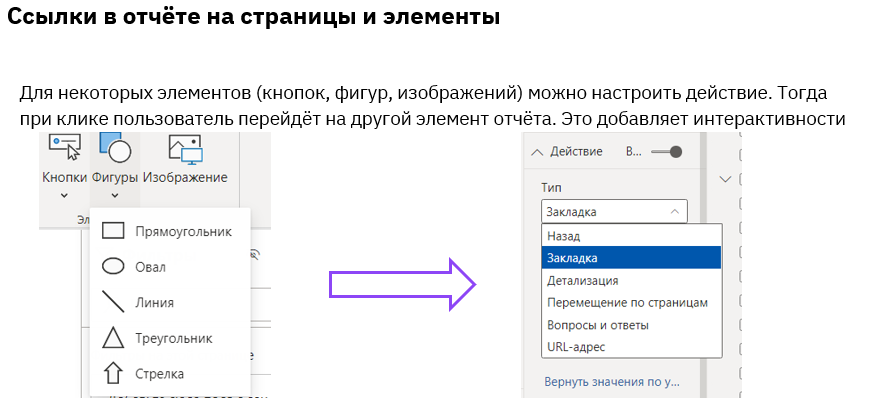 Ссылки в отчёте на страницы и элементы
Для некоторых элементов (кнопок, фигур, изображений) можно настроить действие. Тогда
при клике пользователь перейдёт на другой элемент отчёта. Это добавляет интерактивности
Кнопки Фигуры Изображение
Эл
Прямоугольник
Овал
Линия
Треугольник
Стрелка
Действие В...
Тип
Закладка
Назад
Закладка
Детализация
Перемещение по страницам
Вопросы и ответы
URL-адрес
Вернуть значения по у...